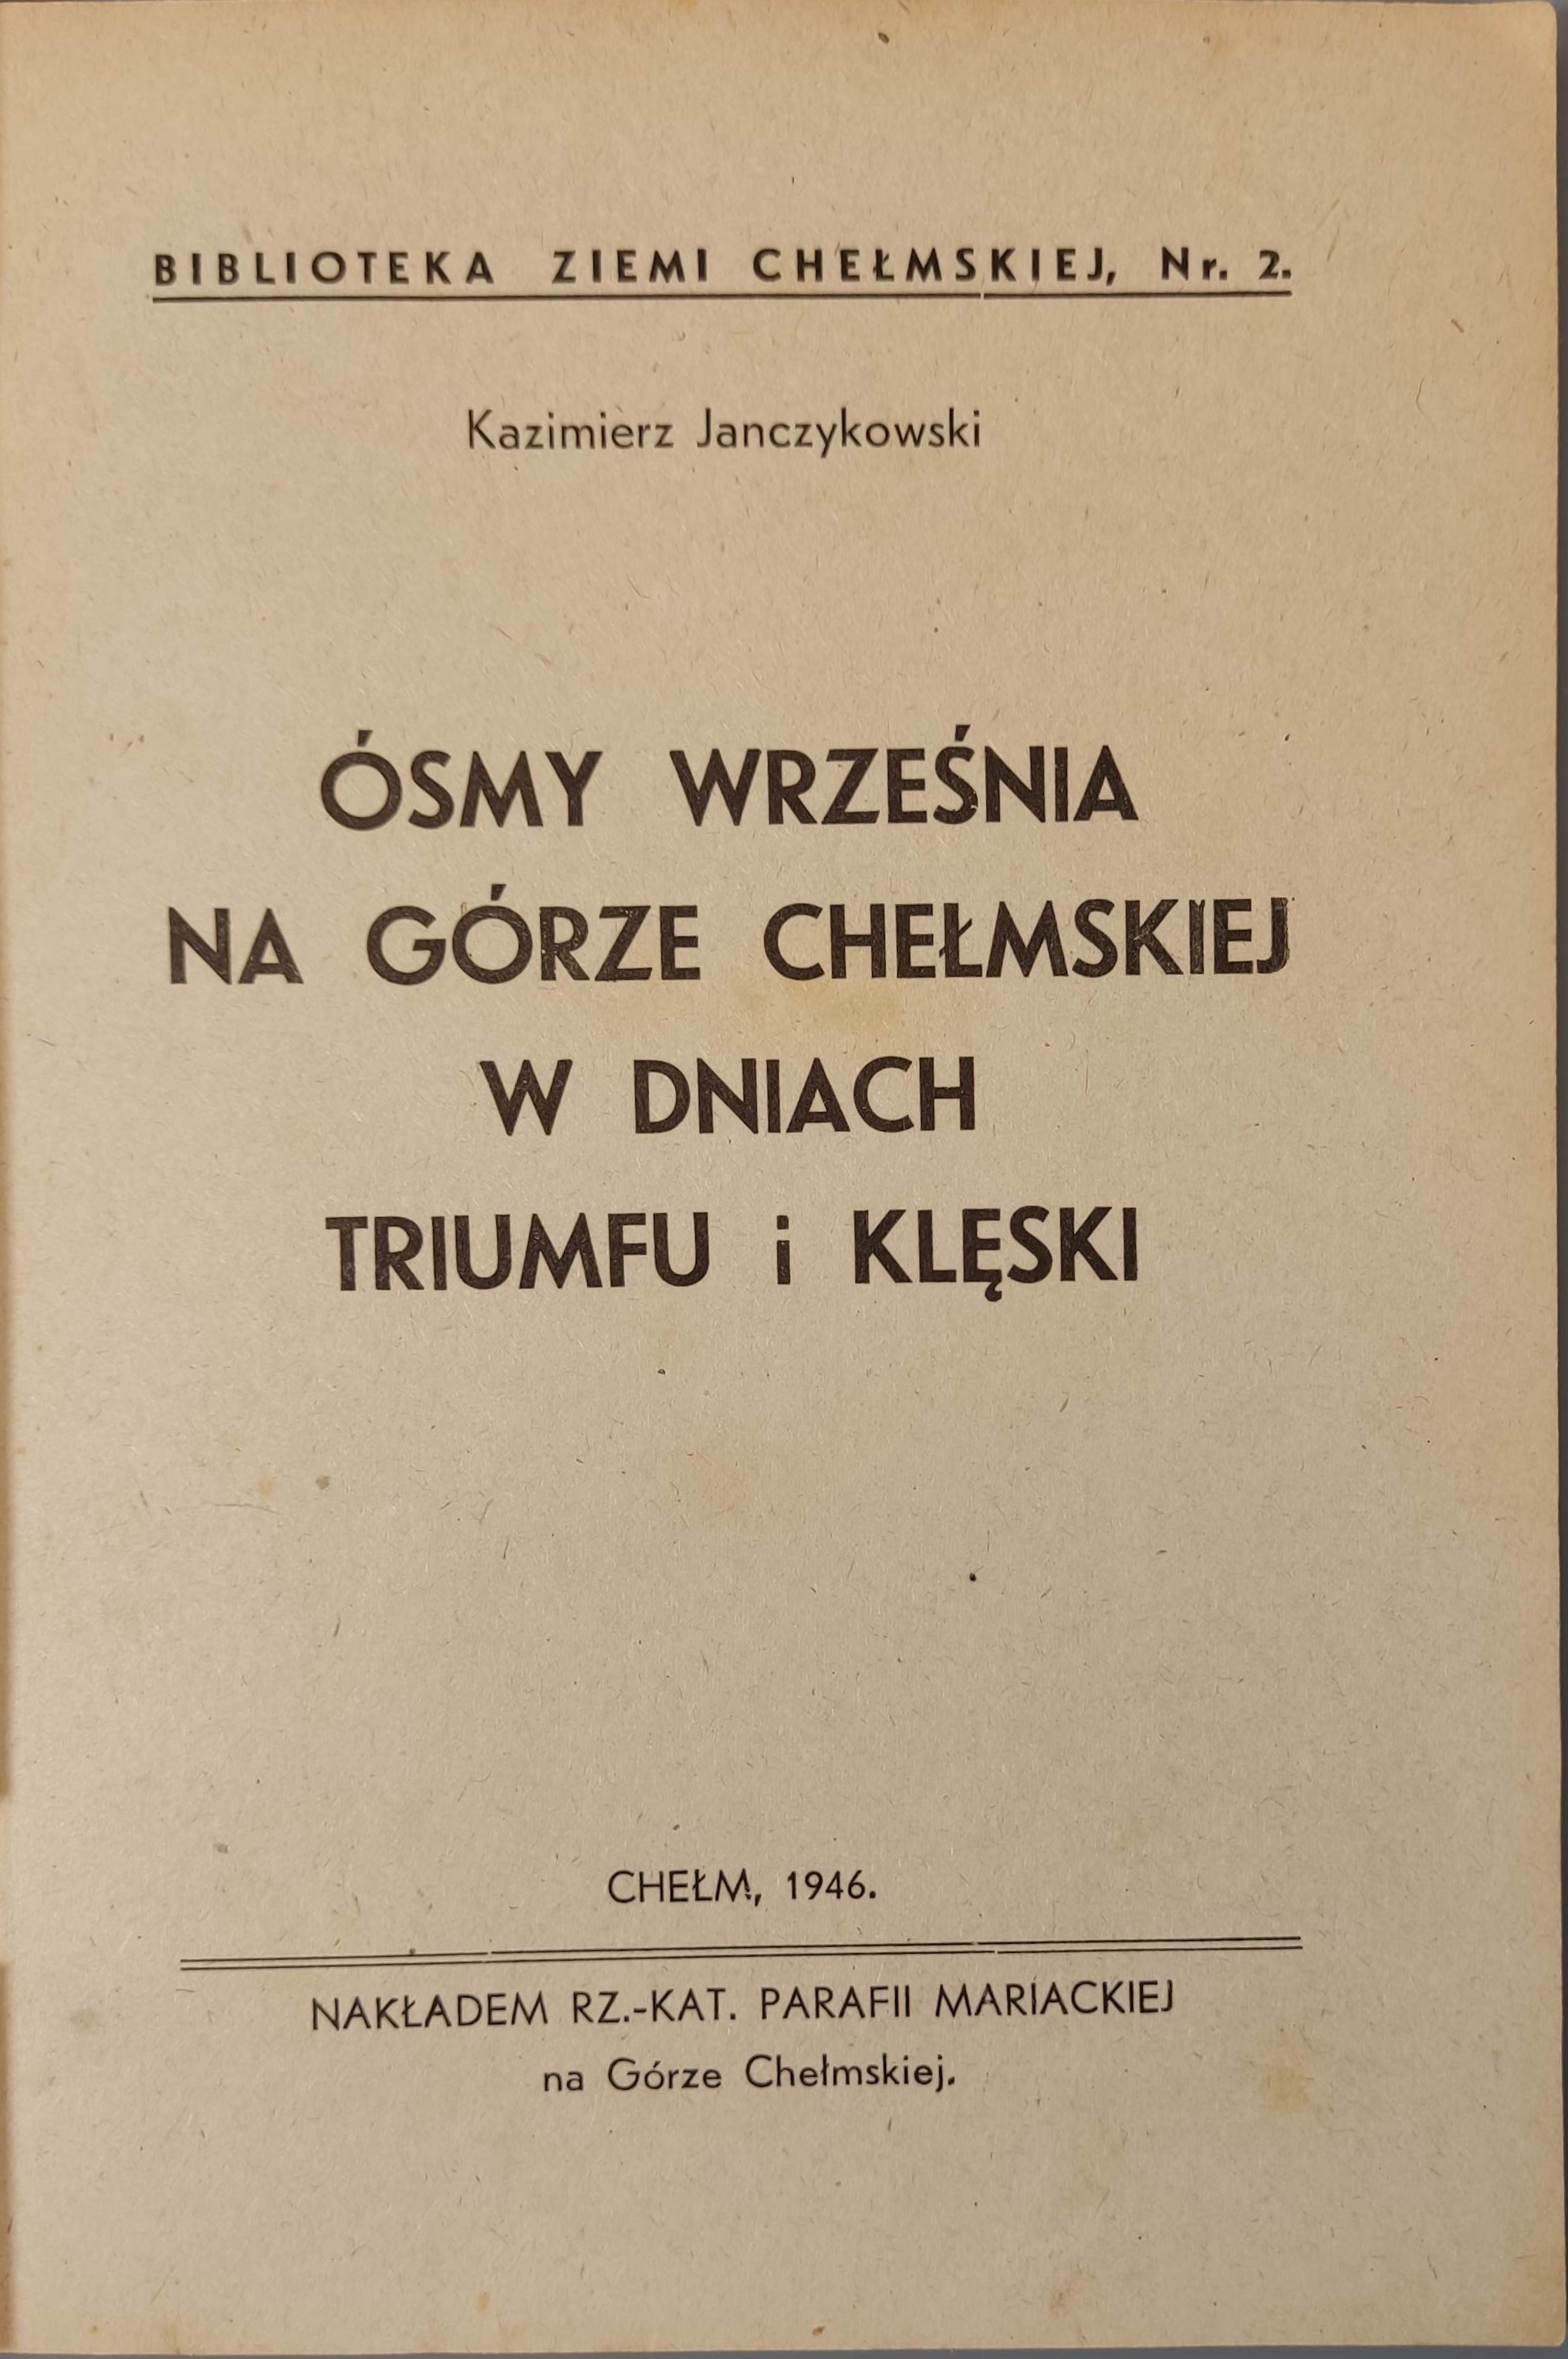 BIBLIOTEKA ZIEMI CHEŁMSKIEJ, Nr. 2.
Kazimierz Janczykowski
ÓSMY WRZEŚNIA
NA GÓRZE CHEŁMSKIEJ
W DNIACH
TRIUMFU i KLĘSKI
CHEŁM, 1946.
NAKŁADEM RZ.-KAT. PARAFII MARIACKIEJ
na Górze Chełmskiej.